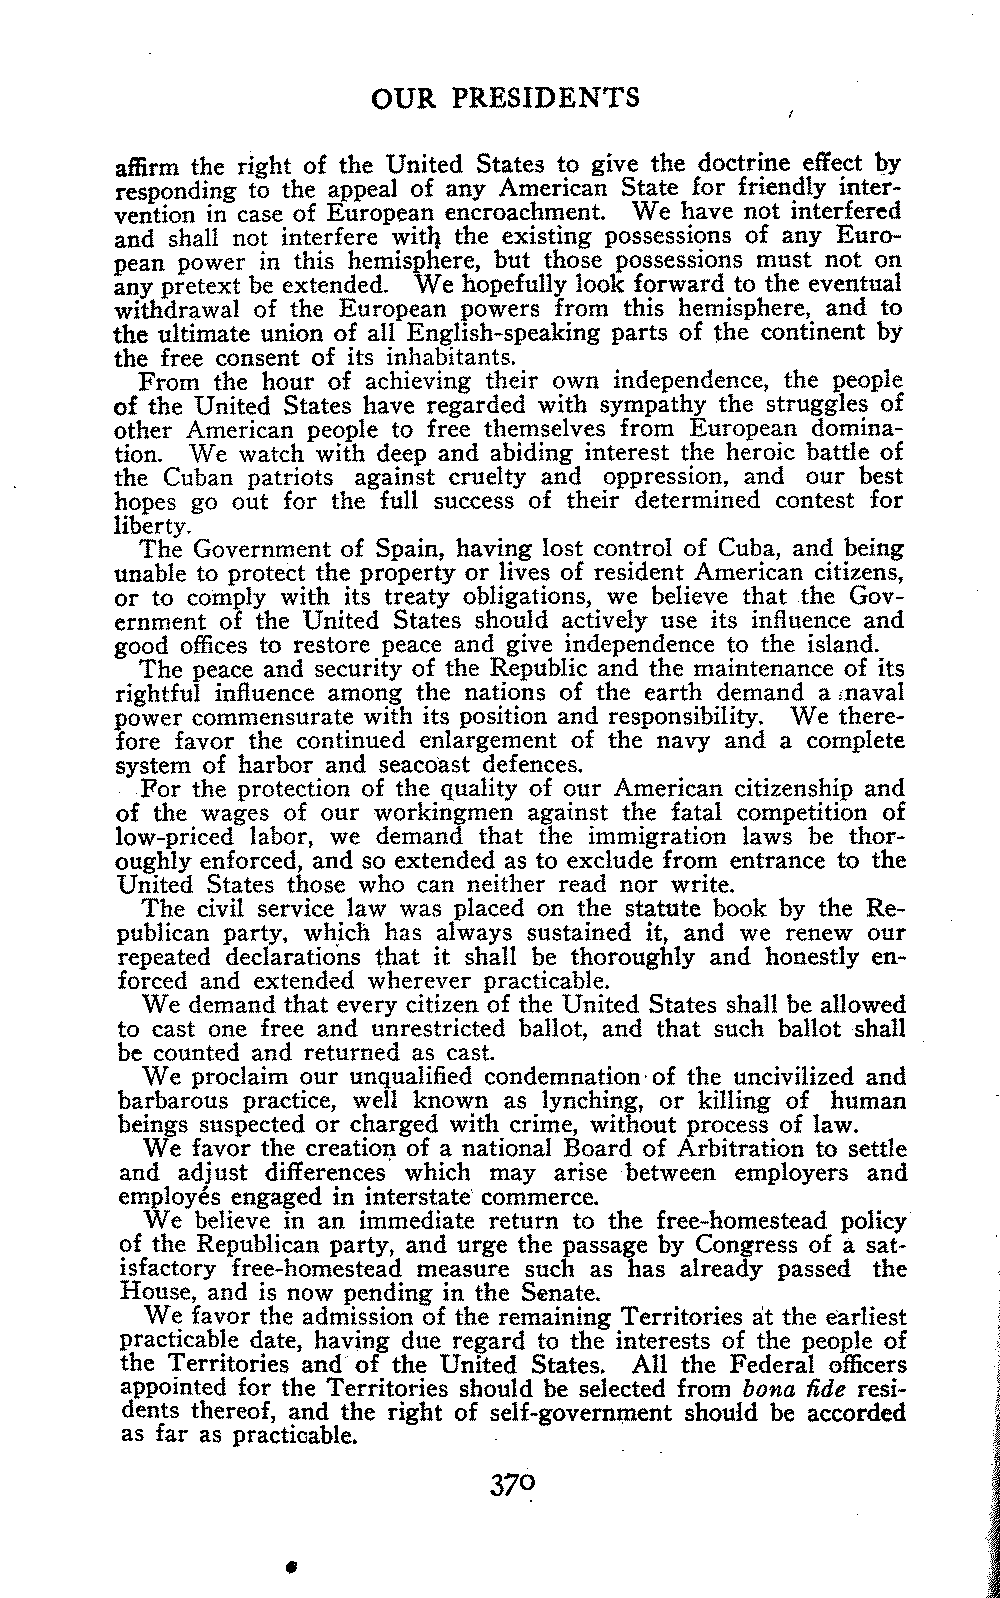 OUR PRESIDENTS
affirm the right of the United States to give the doctrine effect by
responding to the appeal of any American State for friendly inter-
vention in case of European encroachment. We have not interfered
and shall not interfere with the existing possessions of any Euro-
pean power in this hemisphere, but those possessions must not on
any pretext be extended. We hopefully look forward to the eventual
withdrawal of the European powers from this hemisphere, and to
the ultimate union of all English-speaking parts of the continent by
the free consent of its inhabitants.
From the hour of achieving their own independence, the people
of the United States have regarded with sympathy the struggles of
other American people to free themselves from European domina-
tion. We watch with deep and abiding interest the heroic battle of
the Cuban patriots against cruelty and oppression, and our best
hopes go out for the full success of their determined contest for
liberty.
The Government of Spain, having lost control of Cuba, and being
unable to protect the property or lives of resident American citizens,
or to comply with its treaty obligations, we believe that the Gov-
ernment of the United States should actively use its influence and
good offices to restore peace and give independence to the island.
The peace and security of the Republic and the maintenance of its
rightful influence among the nations of the earth demand a naval
power commensurate with its position and responsibility. We there-
fore favor the continued enlargement of the navy and a complete
system of harbor and seacoast defences.
For the protection of the quality of our American citizenship and
of the wages of our workingmen against the fatal competition of
low-priced labor, we demand that the immigration laws be thor-
oughly enforced, and so extended as to exclude from entrance to the
United States those who can neither read nor write.
The civil service law was placed on the statute book by the Re-
publican party, which has always sustained it, and we renew our
repeated declarations that it shall be thoroughly and honestly en-
forced and extended wherever practicable.
We demand that every citizen of the United States shall be allowed
to cast one free and unrestricted ballot, and that such ballot shall
be counted and returned as cast.
We proclaim our unqualified condemnation of the uncivilized and
barbarous practice, well known as lynching, or killing of human
beings suspected or charged with crime, without process of law.
We favor the creation of a national Board of Arbitration to settle
and adjust differences which may arise between employers and
employés engaged in interstate commerce.
We believe in an immediate return to the free-homestead policy
of the Republican party, and urge the passage by Congress of a sat-
isfactory free-homestead measure such as has already passed the
House, and is now pending in the Senate.
We favor the admission of the remaining Territories at the earliest
practicable date, having due regard to the interests of the people of
the Territories and of the United States. All the Federal officers
appointed for the Territories should be selected from bona fide resi-
dents thereof, and the right of self-government should be accorded
as far as practicable.
370